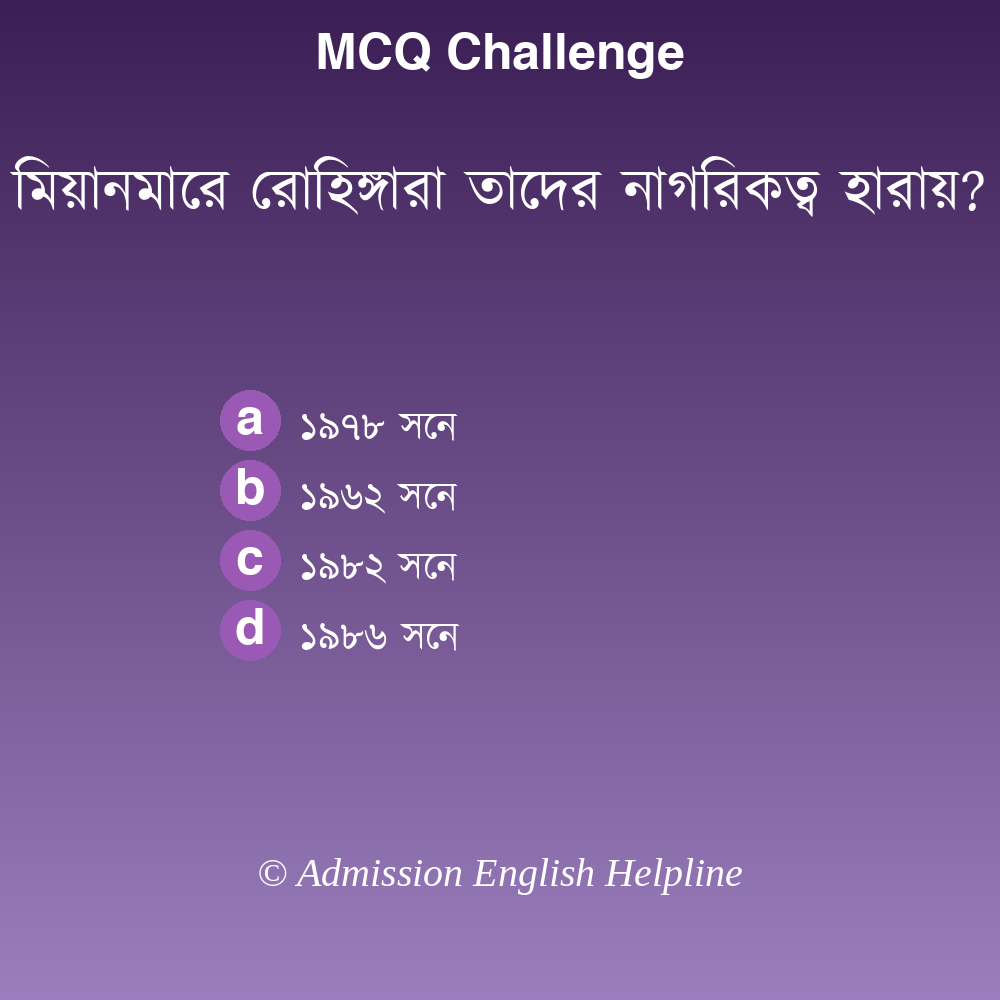 MCQ Challenge
মিয়ানমারে রোহিঙ্গারা তাদের নাগরিকত্ব হারায়?
a ১৯৭৮ সনে
b ১৯৬২ সনে
c ১৯৮২ সনে
d ১৯৮৬ সনে
© Admission English Helpline